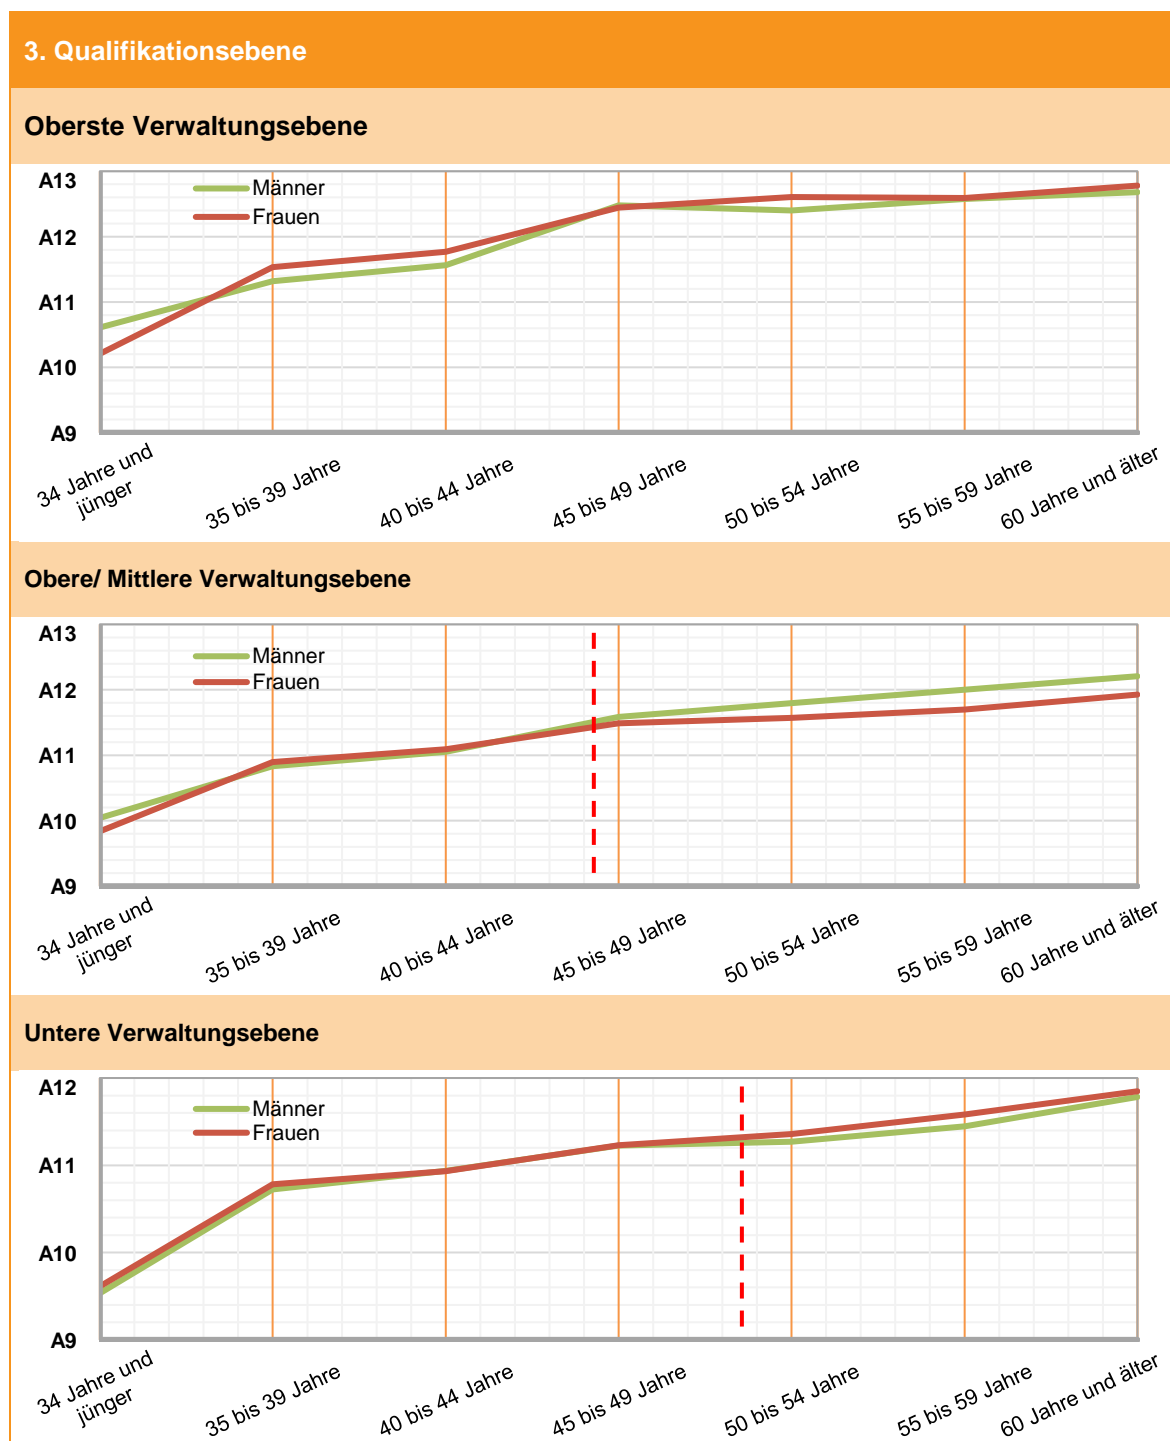 3. Qualifikationsebene
Oberste Verwaltungsebene
A13
A12
A11
A10
A9
Männer
Frauen
34 Jahre und
jünger
35 bis 39 Jahre
40 bis 44 Jahre
45 bis 49 Jahre
50 bis 54 Jahre
55 bis 59 Jahre
60 Jahre und älter
Obere/ Mittlere Verwaltungsebene
A13
A12
A11
A10
A9
Männer
Frauen
34 Jahre und
jünger
35 bis 39 Jahre
40 bis 44 Jahre
45 bis 49 Jahre
50 bis 54 Jahre
55 bis 59 Jahre
60 Jahre und älter
Untere Verwaltungsebene
A12
A11
A10
A9
Männer
Frauen
34 Jahre und
jünger
35 bis 39 Jahre
40 bis 44 Jahre
45 bis 49 Jahre
50 bis 54 Jahre
55 bis 59 Jahre
60 Jahre und älter